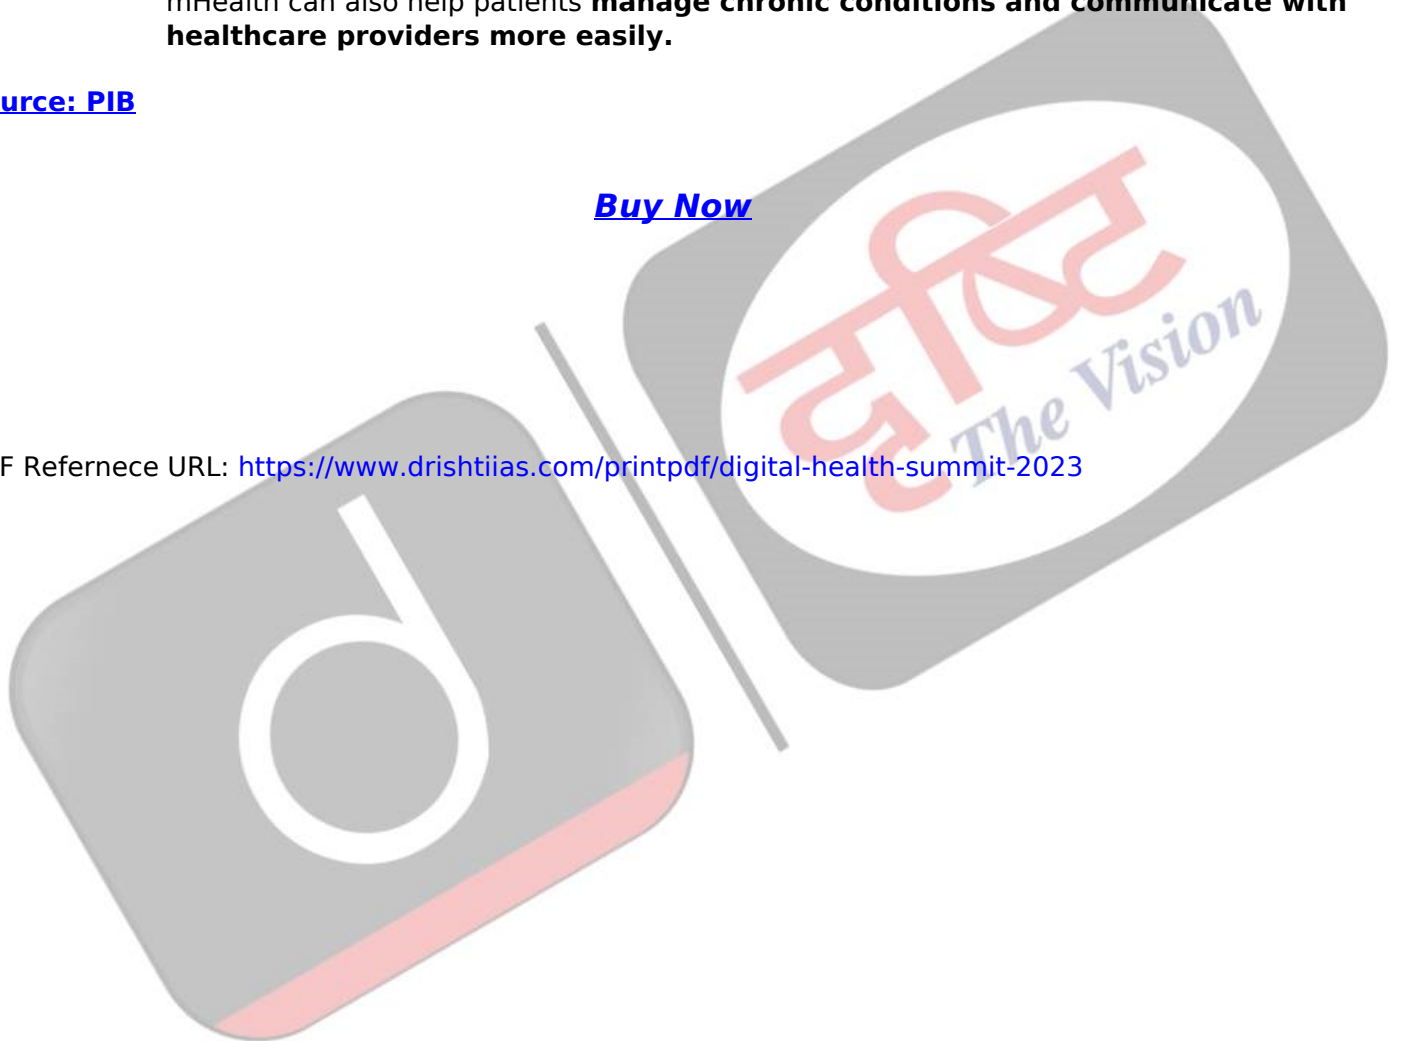 mHealth can also help patients manage chronic conditions and communicate with
healthcare providers more easily.
urce: PIB
Buy Now
दृष्टि
The Vision
F Refernece URL: https://www.drishtiias.com/printpdf/digital-health-summit-2023
d